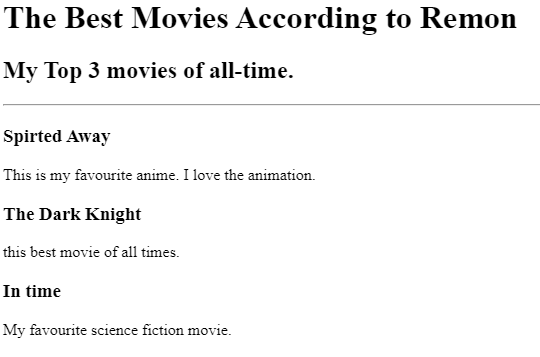 The Best Movies According to Remon
My Top 3 movies of all-time.
Spirted Away
This is my favourite anime. I love the animation.
The Dark Knight
this best movie of all times.
In time
My favourite science fiction movie.